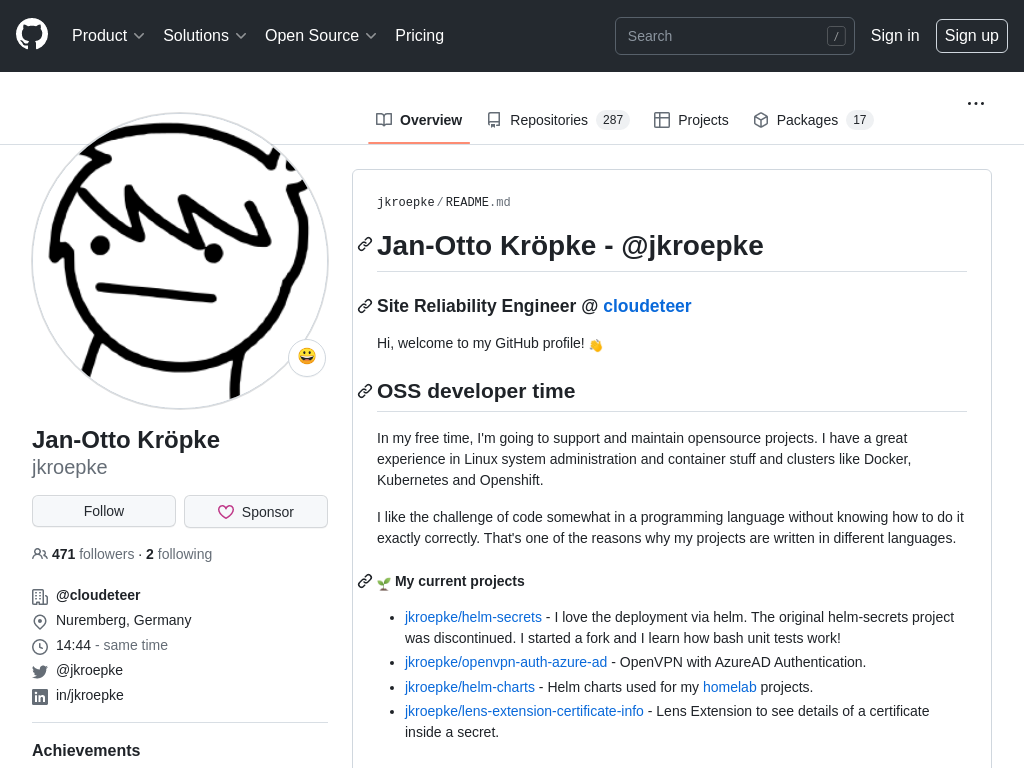 Product Solutions Open Source Pricing Search / Sign in Sign up
Overview Repositories 287 Projects Packages 17
Jan-Otto Kröpke
jkroepke
Follow Sponsor
471 followers · 2 following
@cloudeteer
Nuremberg, Germany
14:44 - same time
@jkroepke
in/jkroepke
Achievements
jkroepke/README.md
Jan-Otto Kröpke - @jkroepke
Site Reliability Engineer @ cloudeteer
Hi, welcome to my GitHub profile! 👋
OSS developer time
In my free time, I'm going to support and maintain opensource projects. I have a great
experience in Linux system administration and container stuff and clusters like Docker,
Kubernetes and Openshift.
I like the challenge of code somewhat in a programming language without knowing how to do it
exactly correctly. That's one of the reasons why my projects are written in different languages.
🌱 My current projects
jkroepke/helm-secrets - I love the deployment via helm. The original helm-secrets project
was discontinued. I started a fork and I learn how bash unit tests work!
jkroepke/openvpn-auth-azure-ad - OpenVPN with AzureAD Authentication.
jkroepke/helm-charts - Helm charts used for my homelab projects.
jkroepke/lens-extension-certificate-info - Lens Extension to see details of a certificate
inside a secret.